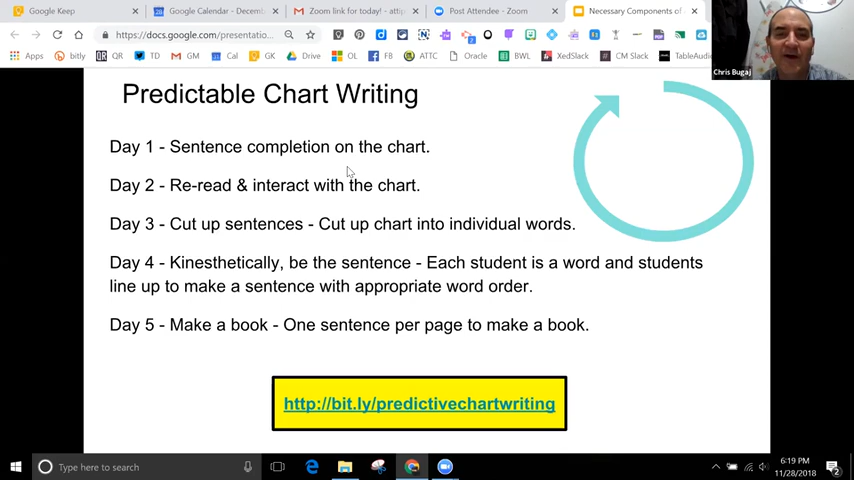 Google Keep
Google Calendar - Decemb
Zoom link for today! - attip
Post Attendee - Zoom
Necessary Components of
https://docs.google.com/presentatio...
Apps
bitly
QR
TD
GM
Cal
GK
Drive
OL
FB
ATTC
Oracle
BWL
XedSlack
CM Slack
TableAudio
Chris Bugaj
Predictable Chart Writing
Day 1 - Sentence completion on the chart.
Day 2 - Re-read & interact with the chart.
Day 3 - Cut up sentences - Cut up chart into individual words.
Day 4 - Kinesthetically, be the sentence - Each student is a word and students
line up to make a sentence with appropriate word order.
Day 5 - Make a book - One sentence per page to make a book.
http://bit.ly/predictivechartwriting
Type here to search
6:19 PM
11/28/2018
2